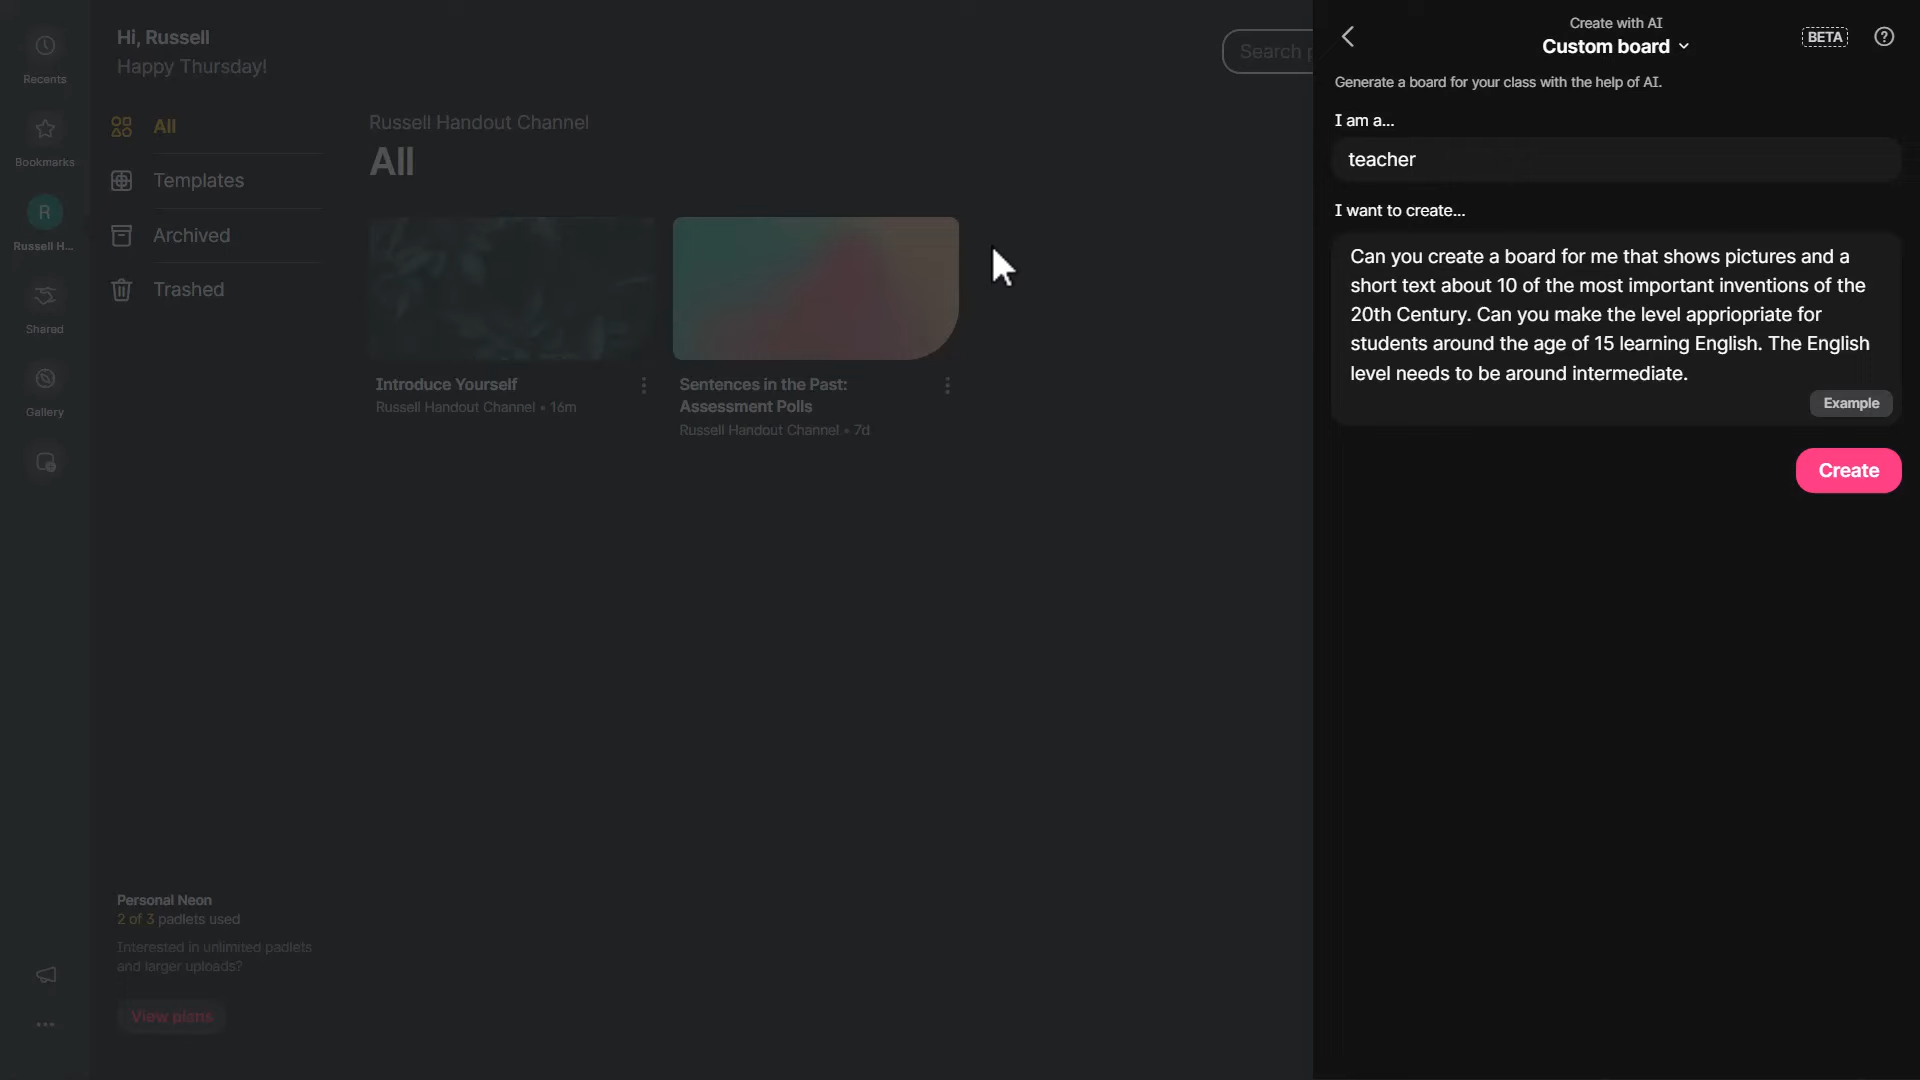 Recents
Bookmarks
R
Russell H...
Shared
Gallery
Hi, Russell
Happy Thursday!
All
Templates
Archived
Trashed
Russell Handout Channel
All
Introduce Yourself
Russell Handout Channel • 16m
Sentences in the Past:
Assessment Polls
Russell Handout Channel • 7d
Personal Neon
2 of 3 padlets used
Interested in unlimited padlets
and larger uploads?
View plans
Search
Create with AI
Custom board
BETA
?
Generate a board for your class with the help of AI.
I am a...
teacher
I want to create...
Can you create a board for me that shows pictures and a
short text about 10 of the most important inventions of the
20th Century. Can you make the level appriopriate for
students around the age of 15 learning English. The English
level needs to be around intermediate.
Example
Create